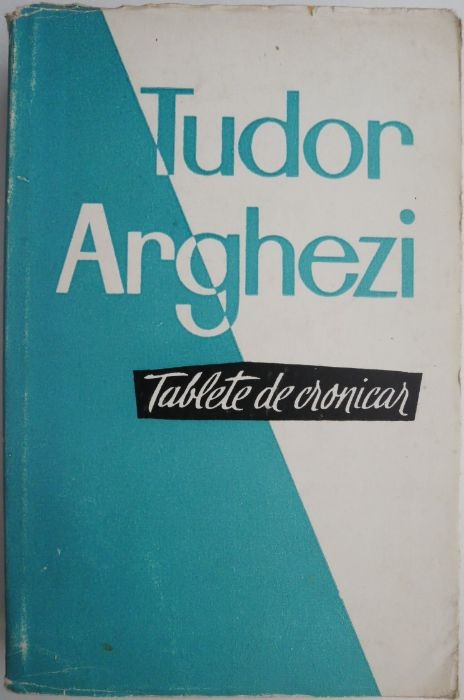 Tudor
Arghezi
Tablete de cronicar